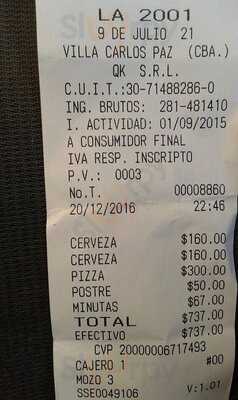 LA 2001
9 DE JULIO 21
VILLA CARLOS PAZ (CBA.)
QK S.R.L.
C.U.I.T.:30-71488286-0
ING. BRUTOS: 281-481410
I. ACTIVIDAD: 01/09/2015
A CONSUMIDOR FINAL
IVA RESP. INSCRIPTO
P.V.: 0003
No.T. 00008860
20/12/2016 22:46
CERVEZA $160.00
CERVEZA $160.00
PIZZA $300.00
POSTRE $50.00
MINUTAS $67.00
TOTAL $737.00
EFECTIVO $737.00
CVP 20000006717493
CAJERO 1 #00
MOZO 3
SSE0049106 V:1.01